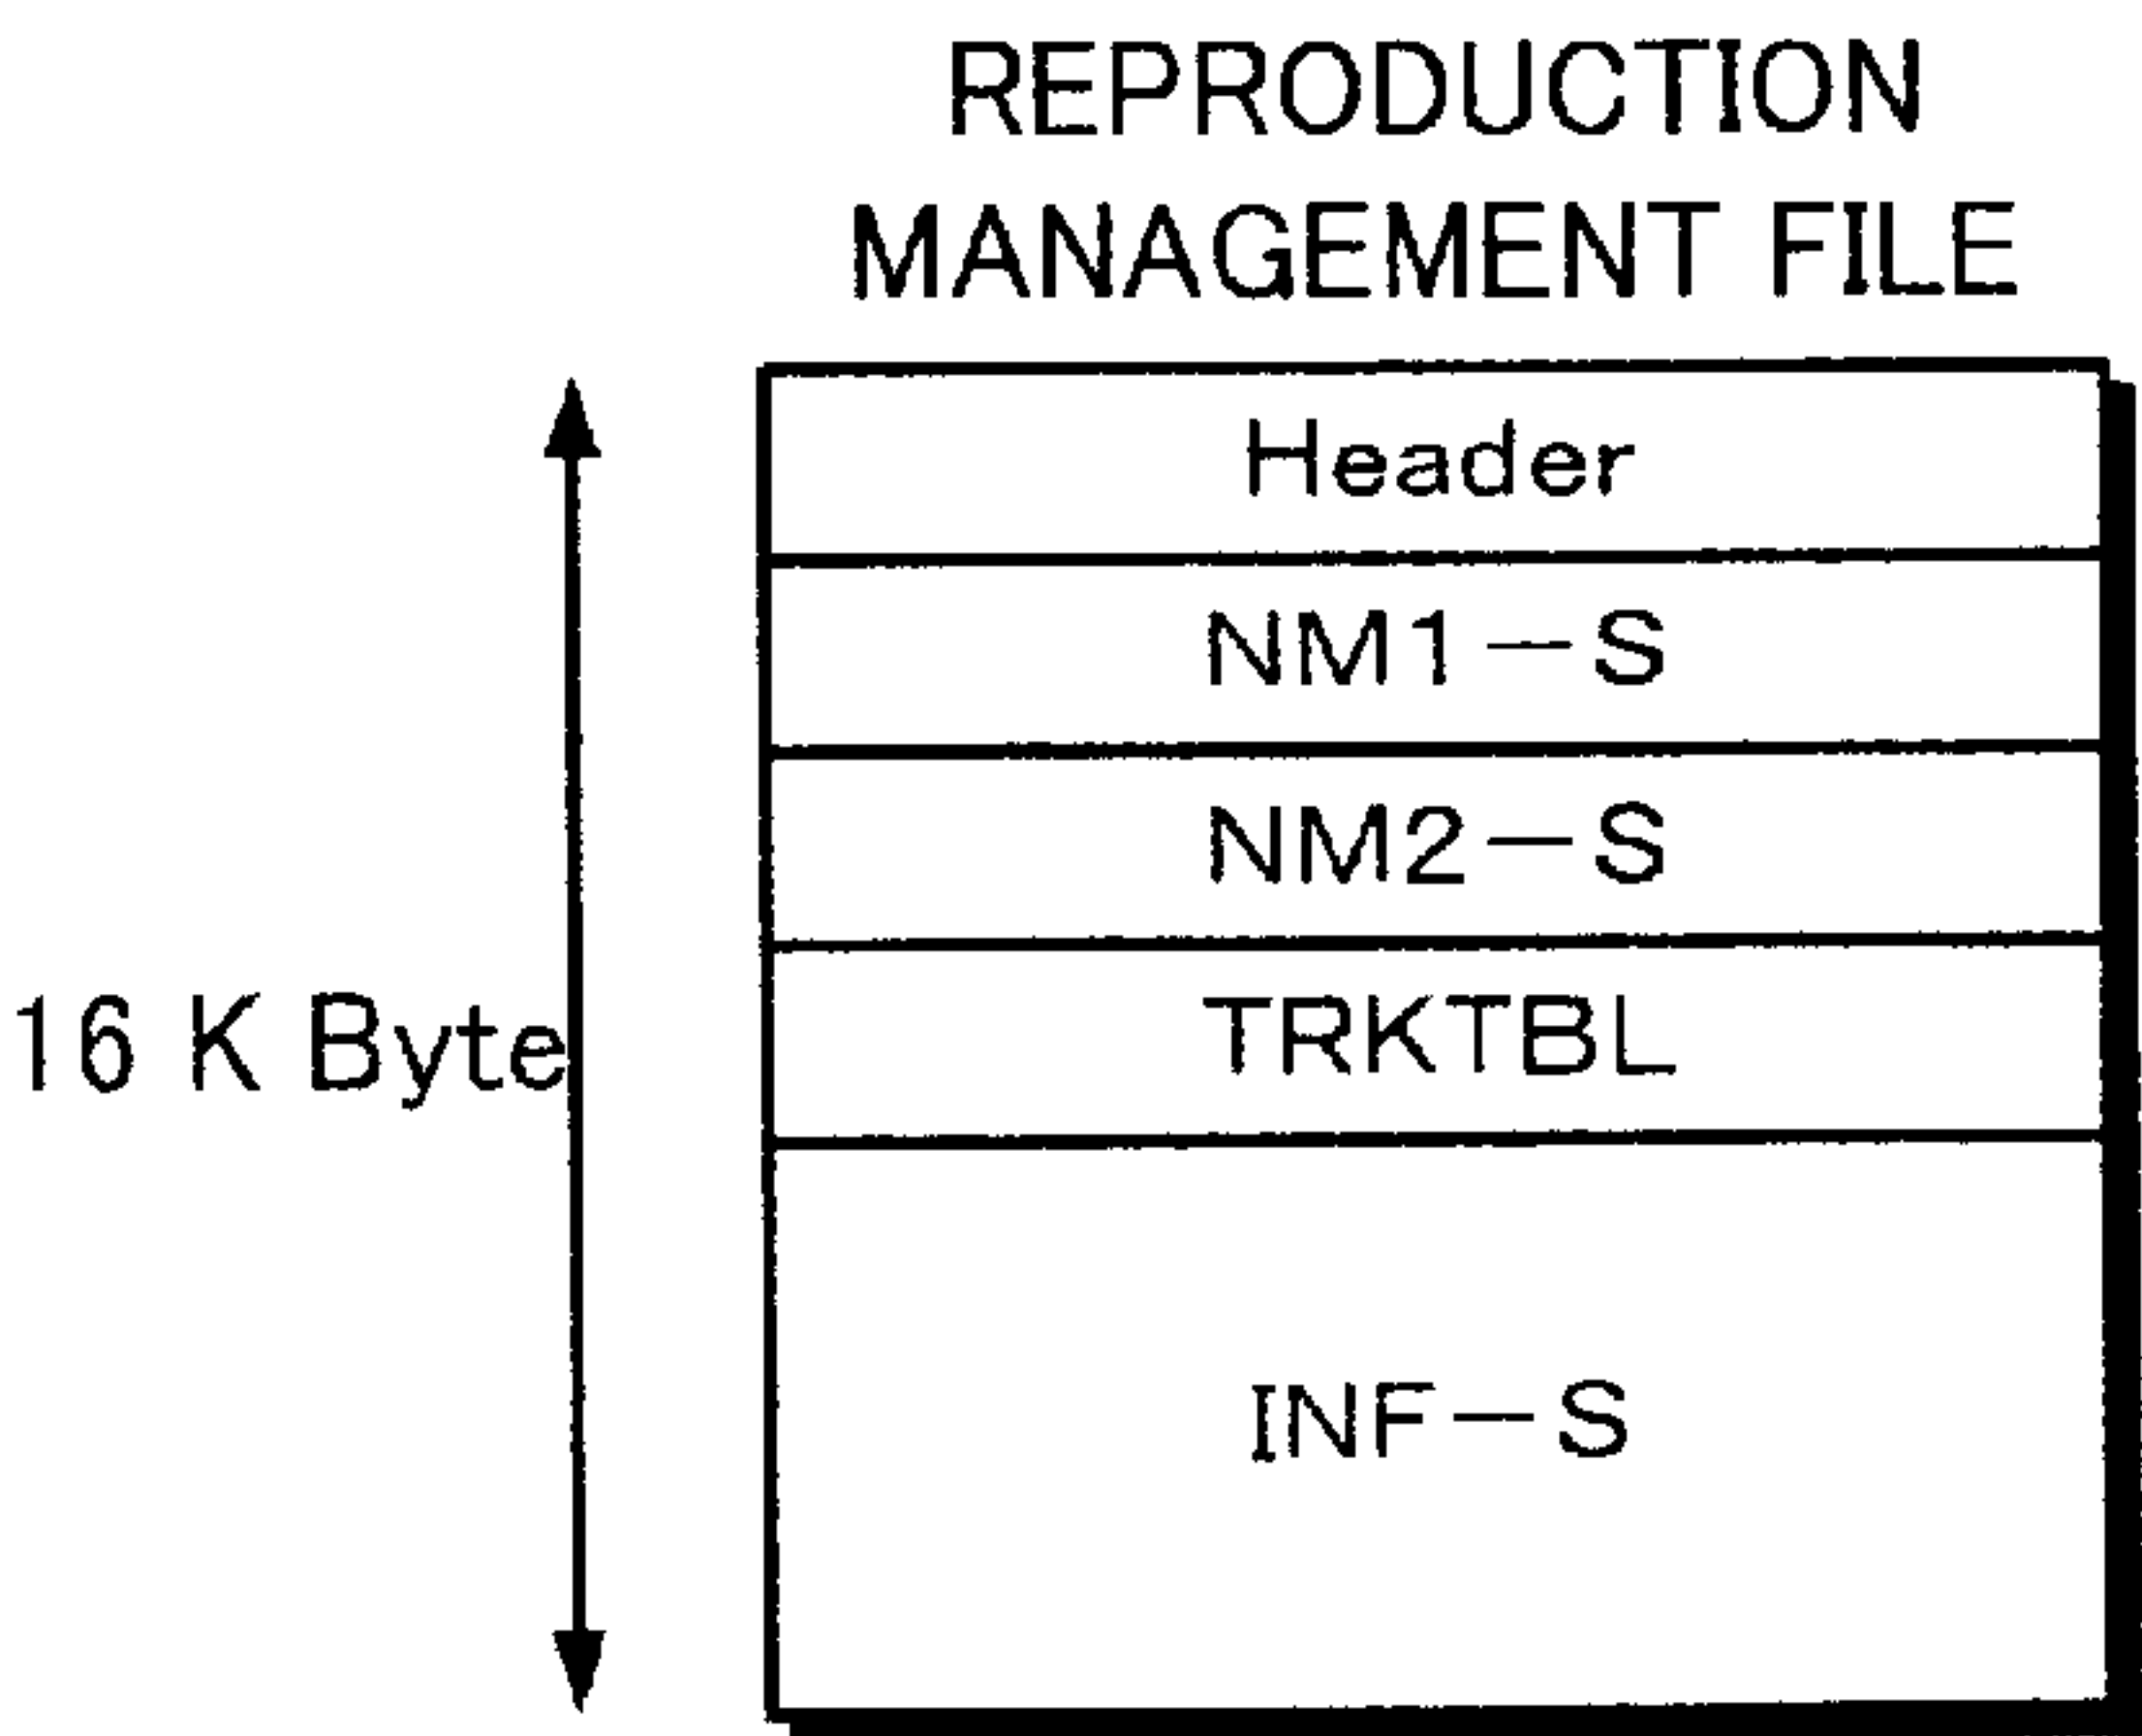 REPRODUCTION
MANAGEMENT FILE
Header
NM1-S
NM2-S
16 K Byte
TRKTBL
INF-S